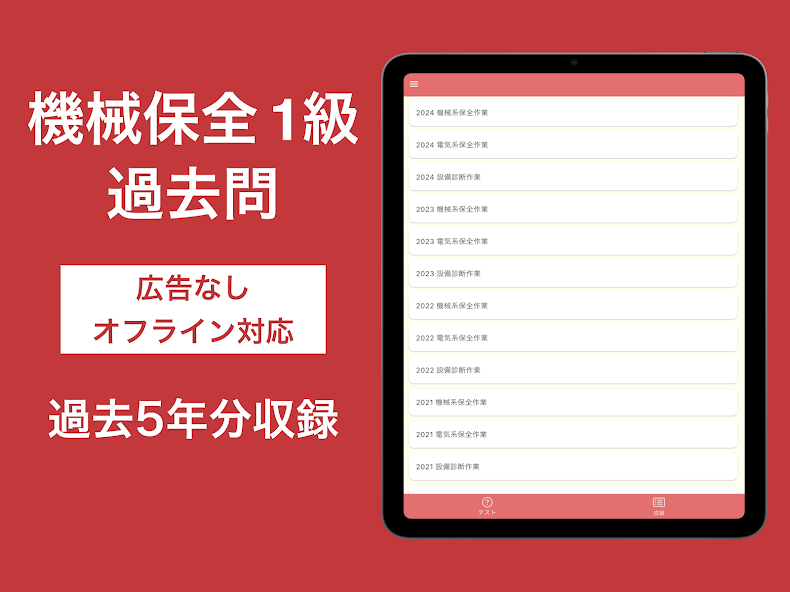 機械保全 1級
過去問
広告なし
オフライン対応
過去5年分収録
2024 機械系保全作業
2024 電気系保全作業
2024 設備診断作業
2023 機械系保全作業
2023 電気系保全作業
2023 設備診断作業
2022 機械系保全作業
2022 電気系保全作業
2022 設備診断作業
2021 機械系保全作業
2021 電気系保全作業
2021 設備診断作業
テスト